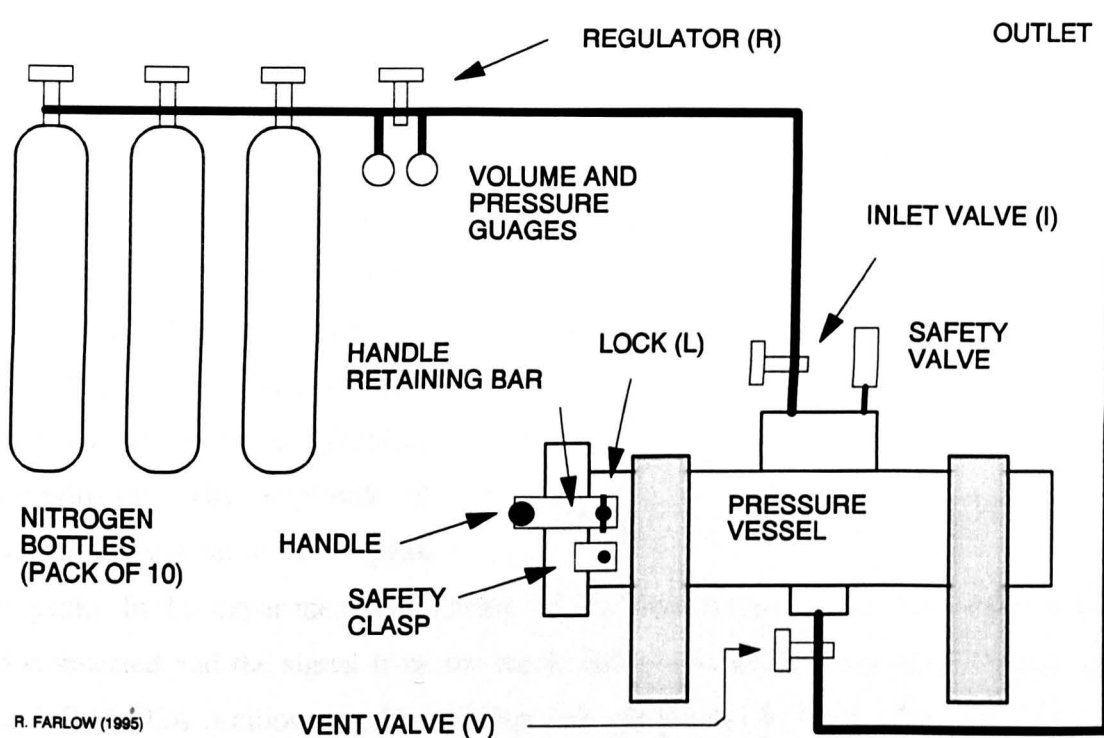 REGULATOR (R)
OUTLET
VOLUME AND
PRESSURE
GUAGES
INLET VALVE (I)
SAFETY
VALVE
LOCK (L)
HANDLE
RETAINING BAR
PRESSURE
VESSEL
NITROGEN
BOTTLES
(PACK OF 10)
HANDLE
SAFETY
CLASP
R. FARLOW (1995)
VENT VALVE (V)